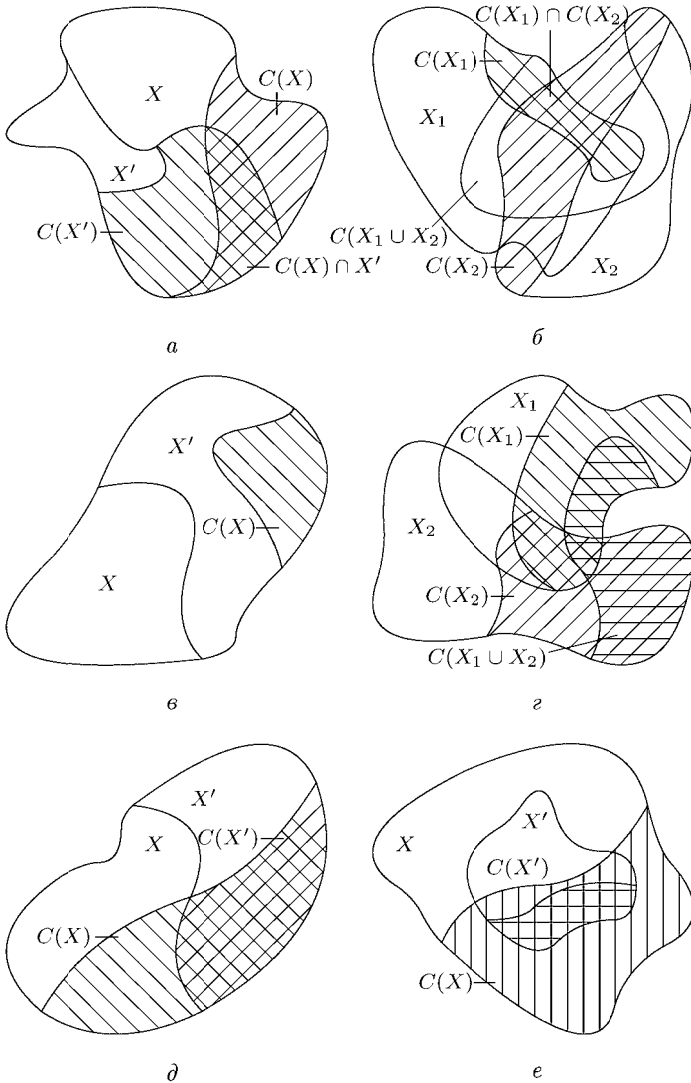 X
C(X)
X′
C(X′)
C(X) ∩ X′
а
C(X₁) ∩ C(X₂)
C(X₁)
X₁
C(X₁ ∪ X₂)
C(X₂)
X₂
б
X′
C(X)
X
в
X₁
C(X₁)
X₂
C(X₂)
C(X₁ ∪ X₂)
г
X′
X
C(X′)
C(X)
д
X′
X
C(X′)
C(X)
е